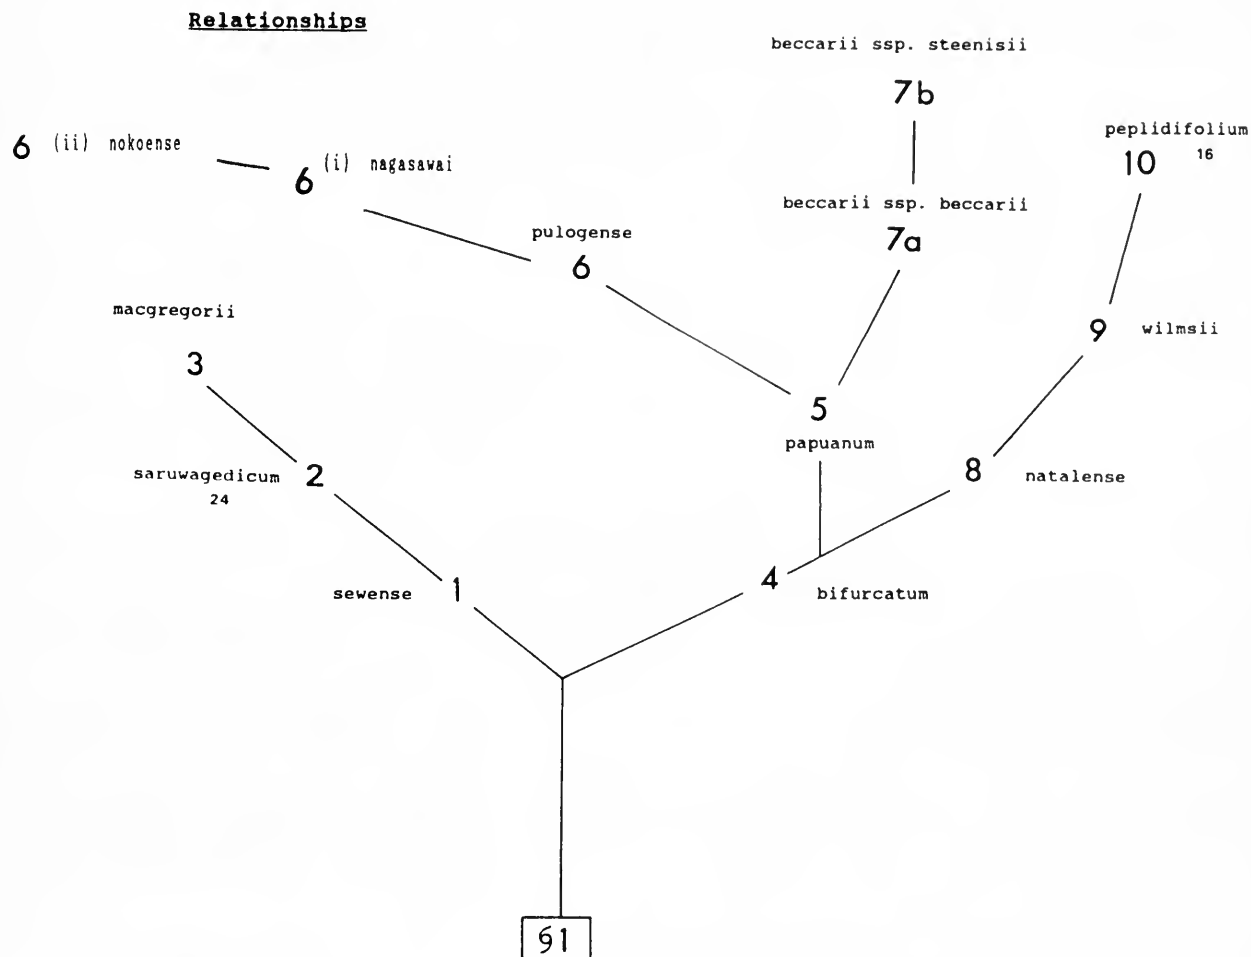 Relationships
beccarii ssp. steenisii
7b
peplidifolium
10 16
6 (ii) nokoense
6 (i) nagasawai
beccarii ssp. beccarii
7a
pulogense
6
macgregorii
3
9 wilmsii
5
papuanum
saruwagedicum 2
24
8 natalense
sewense 1
4 bifurcatum
§1